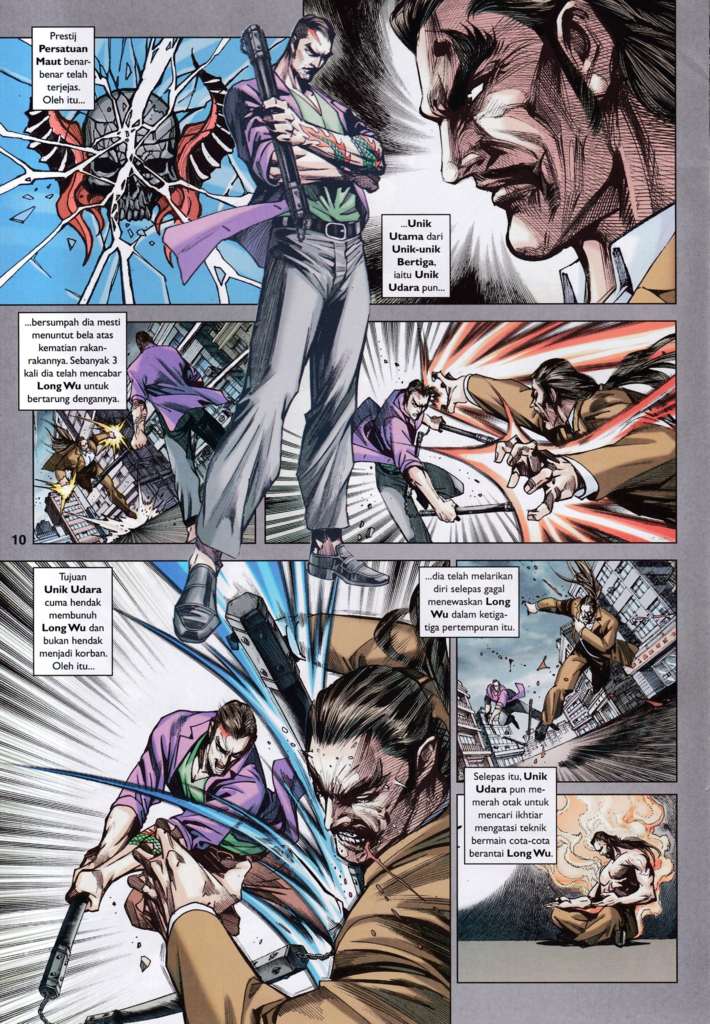 Prestij
Persatuan
Maut benar-
benar telah
terjejas.
Oleh itu...
...Unik
Utama dari
Unik-unik
Bertiga,
iaitu Unik
Udara pun...
...bersumpah dia mesti
menuntut bela atas
kematian rakan-
rakannya. Sebanyak 3
kali dia telah mencabar
Long Wu untuk
bertarung dengannya.
10
Tujuan
Unik Udara
cuma hendak
membunuh
Long Wu dan
bukan hendak
menjadi korban.
Oleh itu...
...dia telah melarikan
diri selepas gagal
menewaskan Long
Wu dalam ketiga-
tiga pertempuran itu.
Selepas itu, Unik
Udara pun me-
merah otak untuk
mencari ikhtiar
mengatasi teknik
bermain cota-cota
berantai Long Wu.